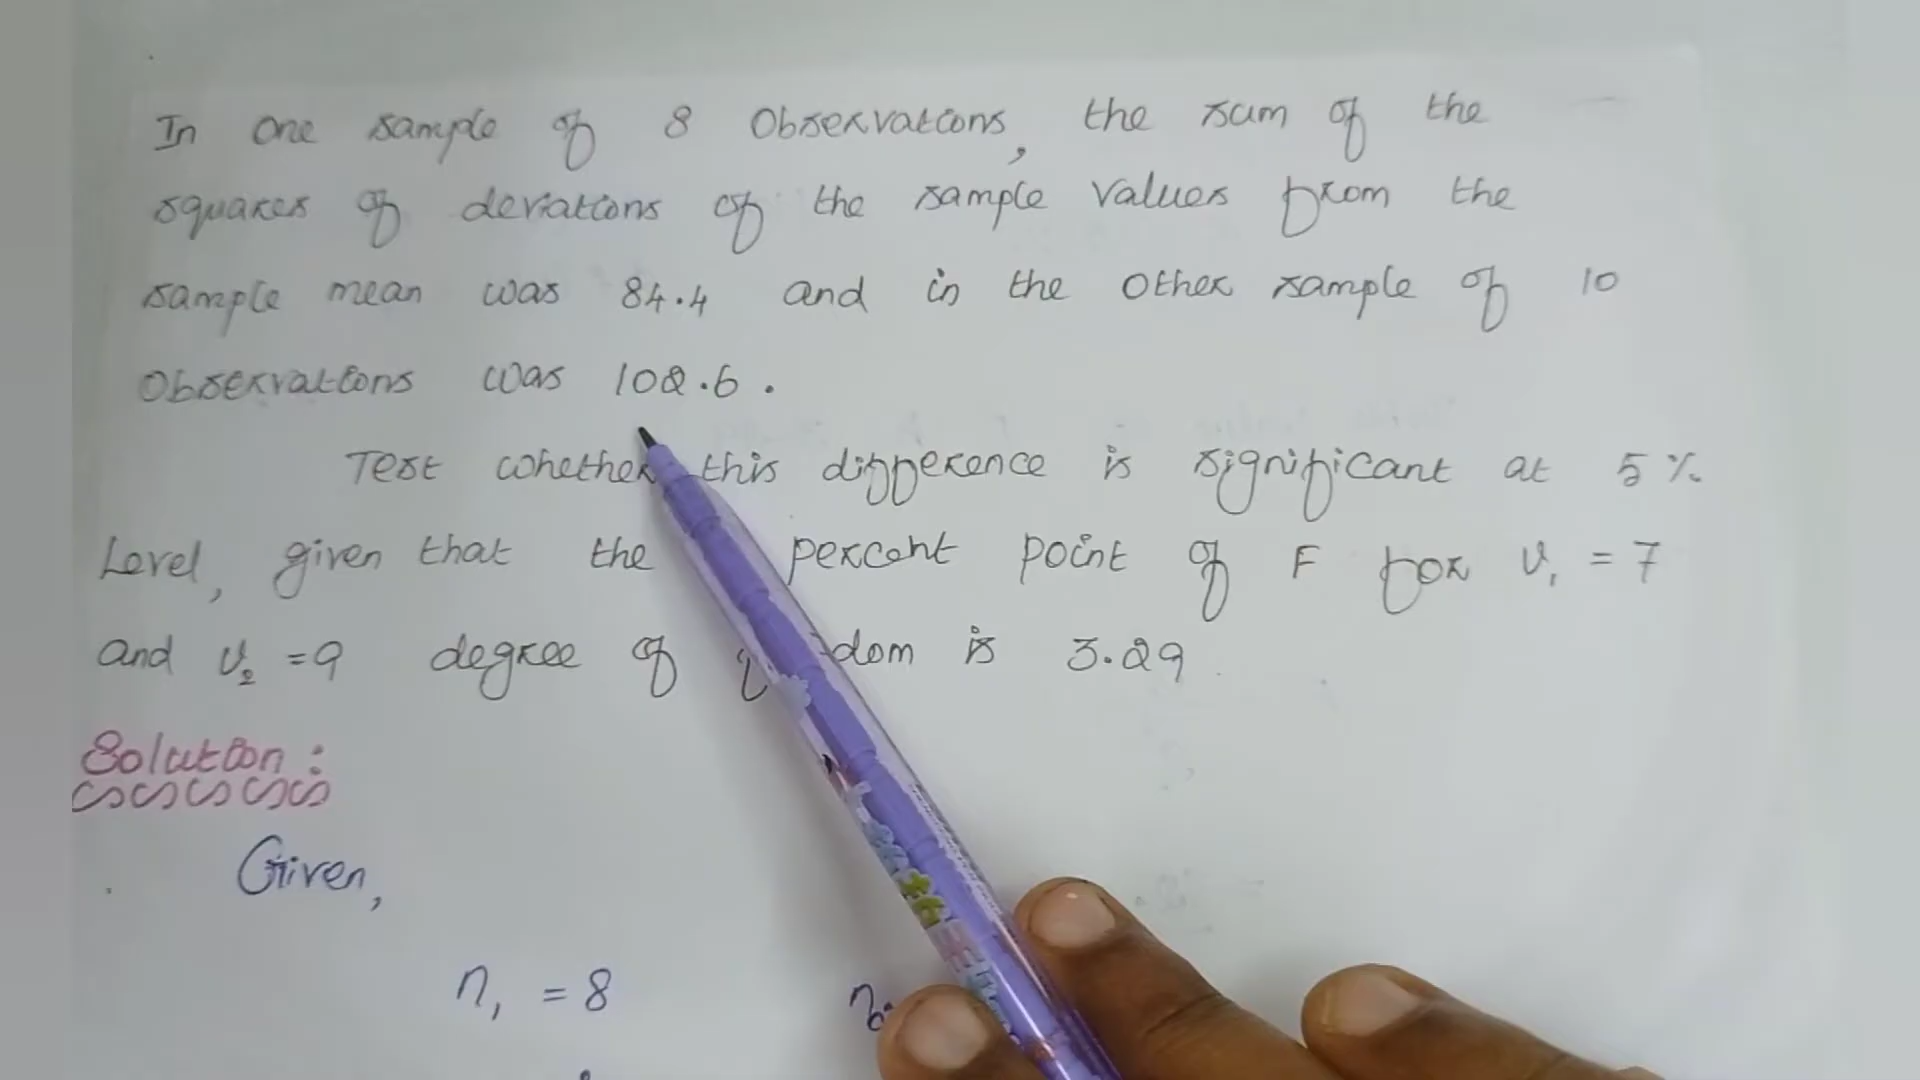 In one sample of 8 Observations, the sum of the
squares of deviations of the sample values from the
sample mean was 84.4 and in the other sample of 10
Observations was 102.6.
Test whether this difference is significant at 5%
Level, given that the percent point of F for V₁ = 7
and V₂ = 9 degree of is 3.29
Solution:
Given,
n₁ = 8